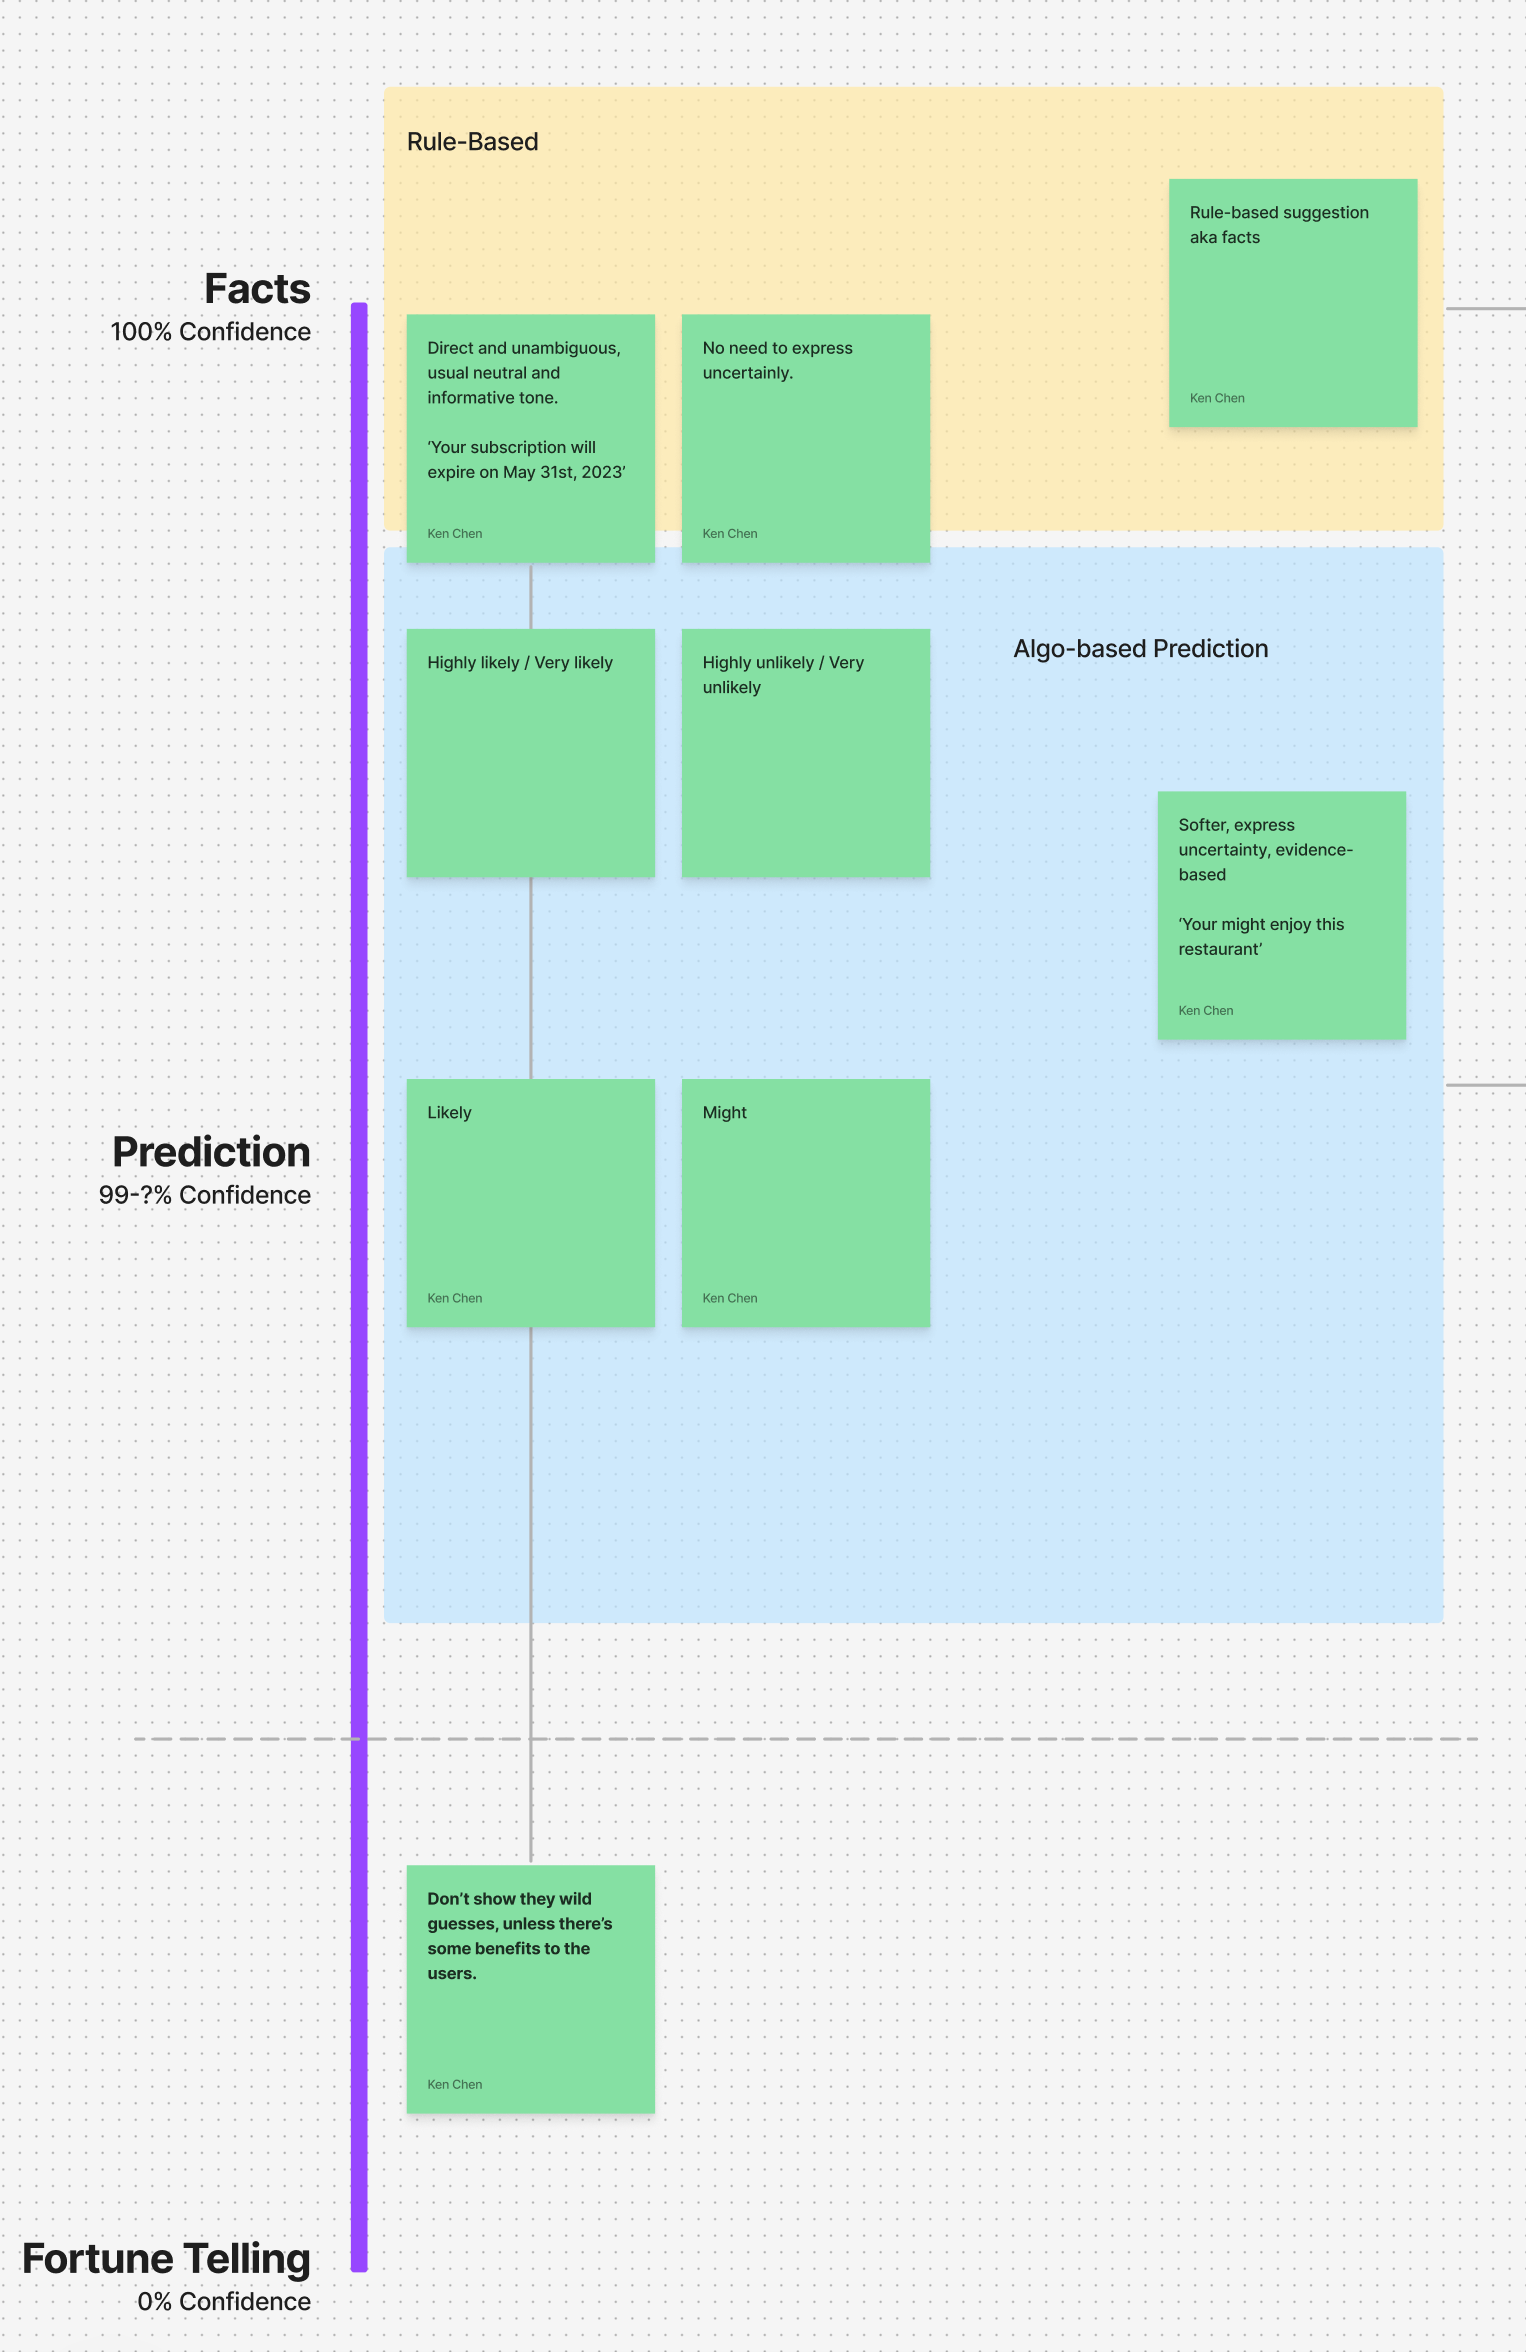 Rule-Based
Rule-based suggestion
aka facts
Ken Chen
Facts
100% Confidence
Direct and unambiguous,
usual neutral and
informative tone.
‘Your subscription will
expire on May 31st, 2023’
Ken Chen
No need to express
uncertainly.
Ken Chen
Highly likely / Very likely
Highly unlikely / Very
unlikely
Algo-based Prediction
Softer, express
uncertainty, evidence-
based
‘Your might enjoy this
restaurant’
Ken Chen
Prediction
99-?% Confidence
Likely
Ken Chen
Might
Ken Chen
Don’t show they wild
guesses, unless there’s
some benefits to the
users.
Ken Chen
Fortune Telling
0% Confidence